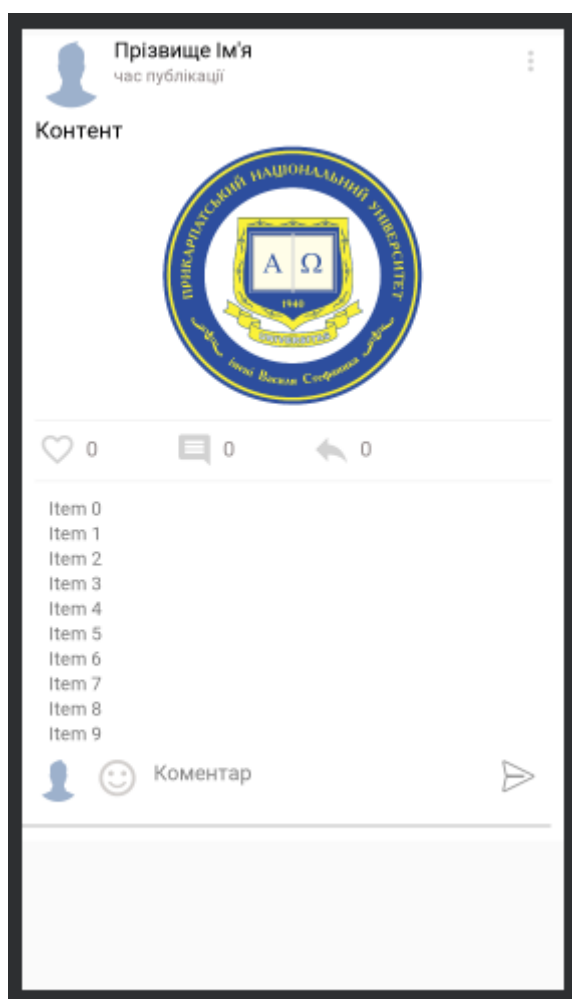 Прізвище Ім'я
час публікації
Контент
ПРИКАРПАТСЬКИЙ НАЦІОНАЛЬНИЙ УНІВЕРСИТЕТ
Α Ω
1940
імені Василя Стефаника
0 0 0
Item 0
Item 1
Item 2
Item 3
Item 4
Item 5
Item 6
Item 7
Item 8
Item 9
Коментар